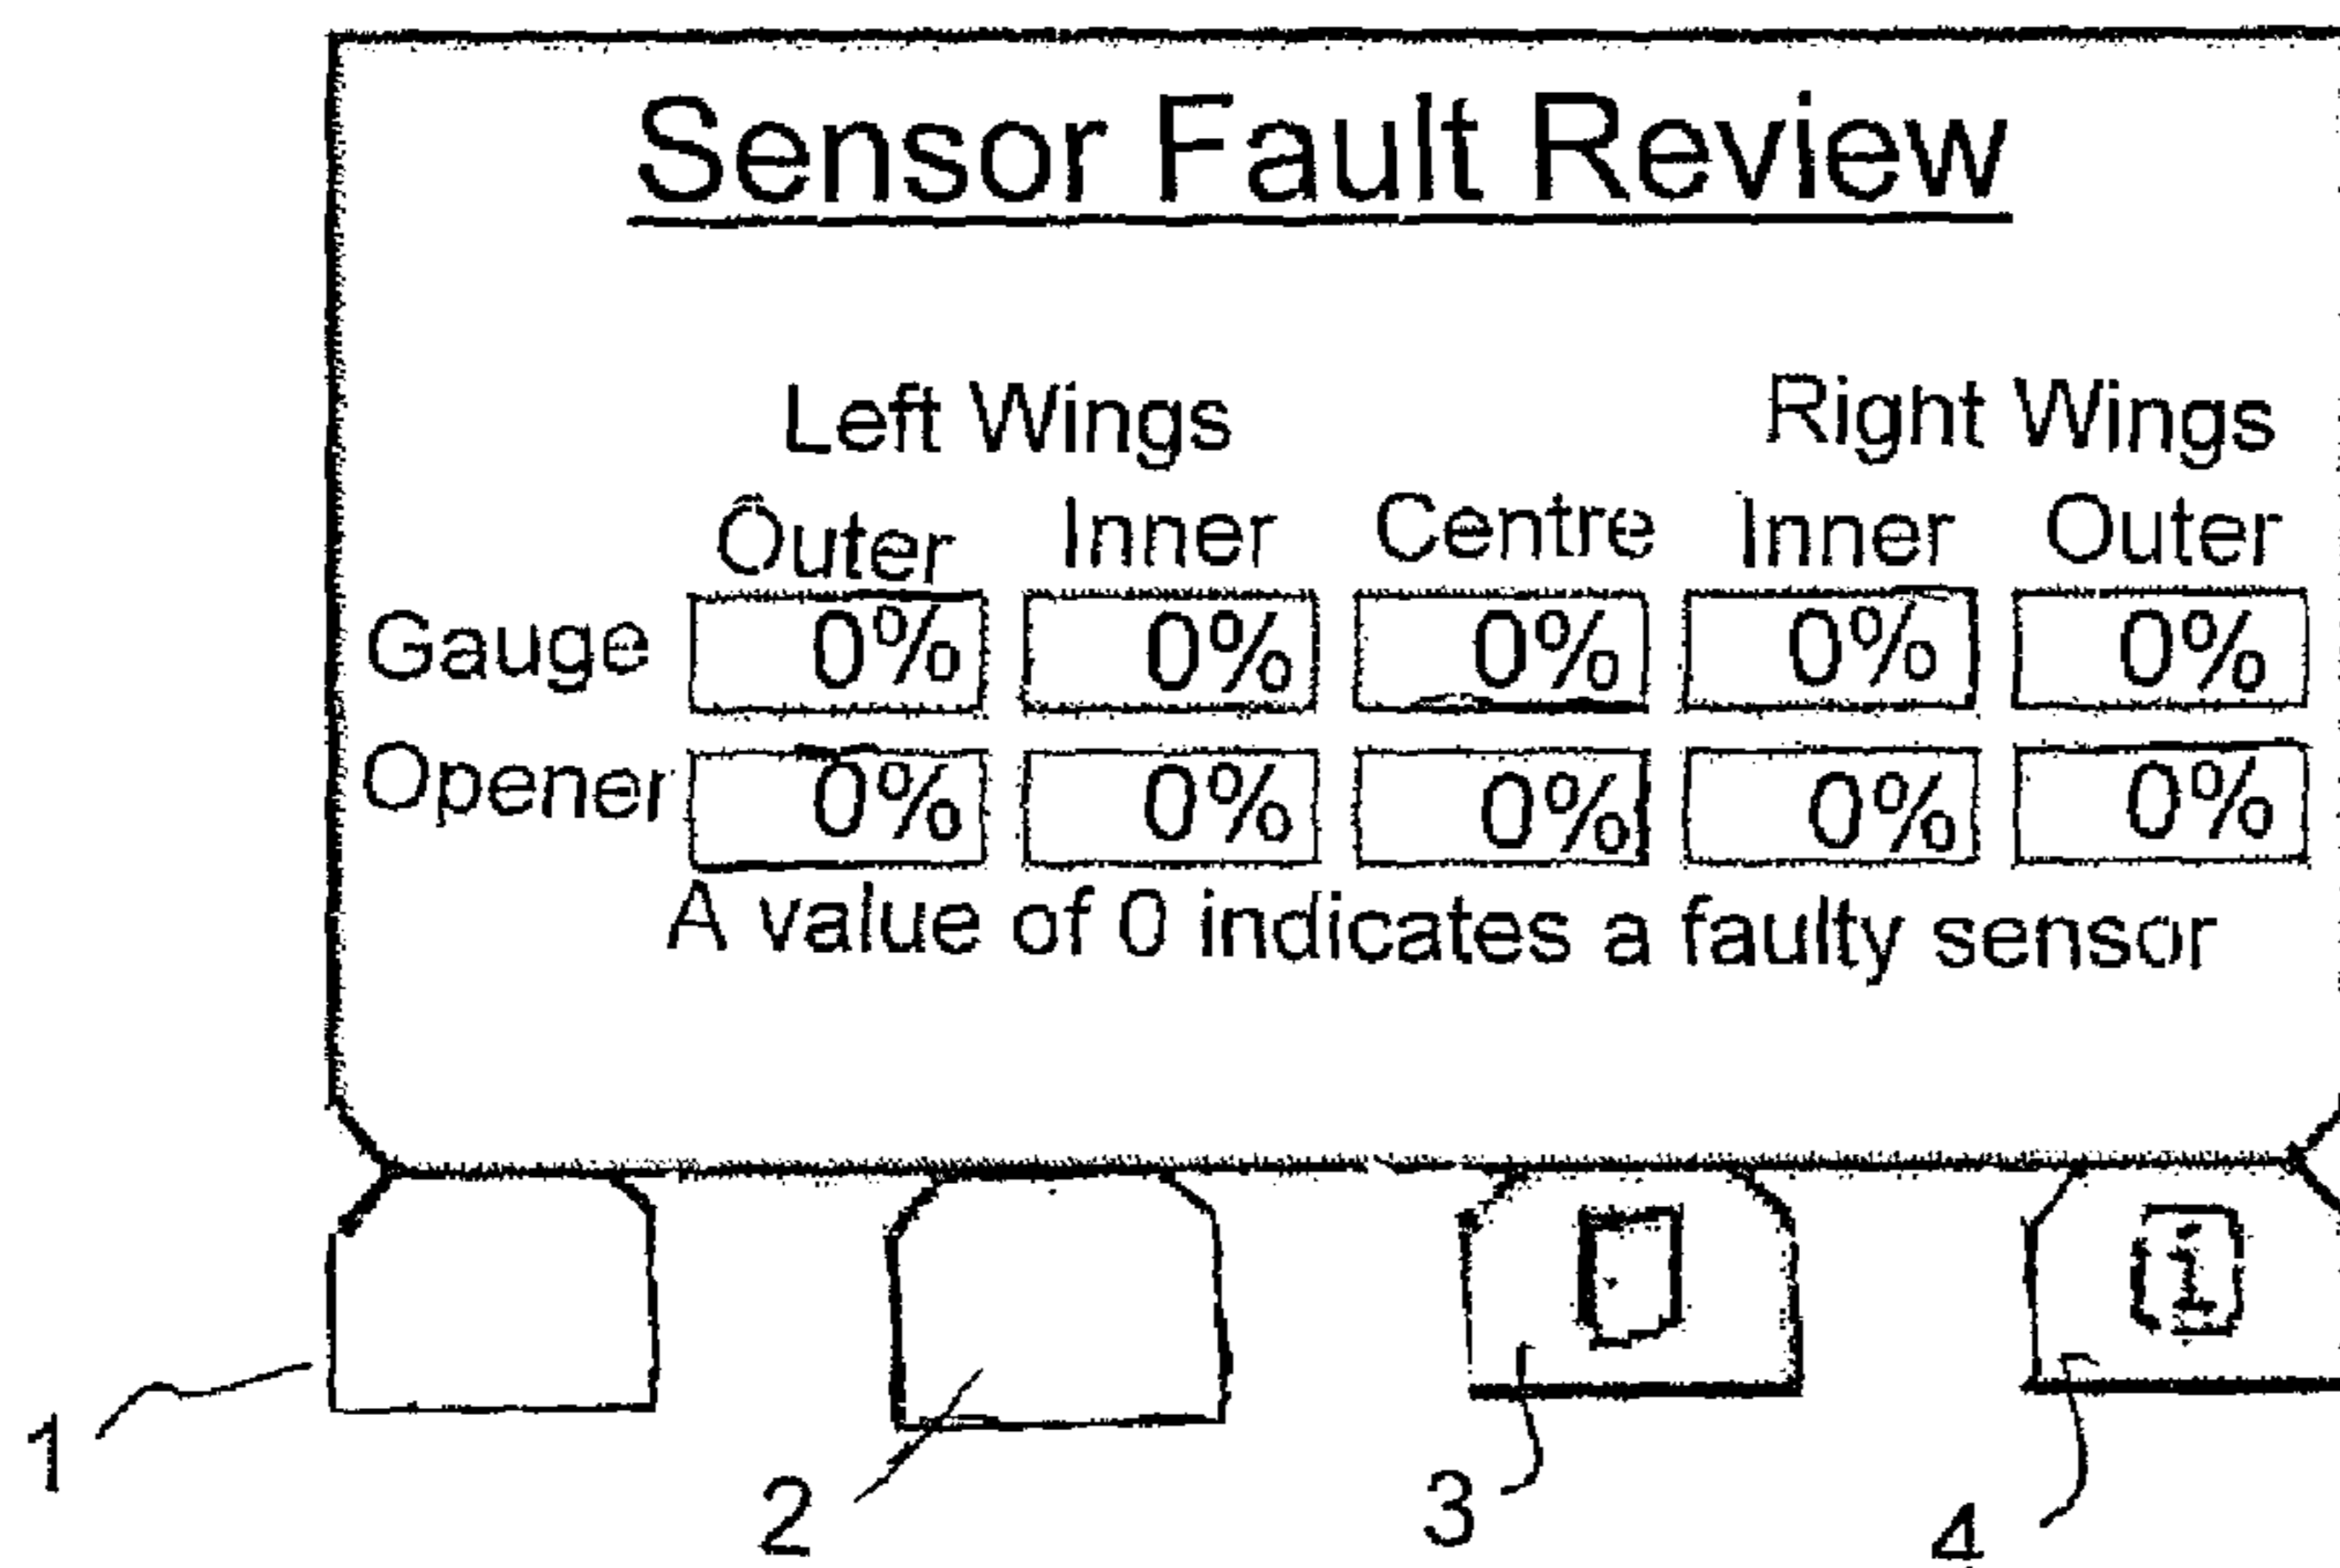 Sensor Fault Review
Left Wings Right Wings
Outer Inner Centre Inner Outer
Gauge 0% 0% 0% 0% 0%
Opener 0% 0% 0% 0% 0%
A value of 0 indicates a faulty sensor
i
1 2 3 4